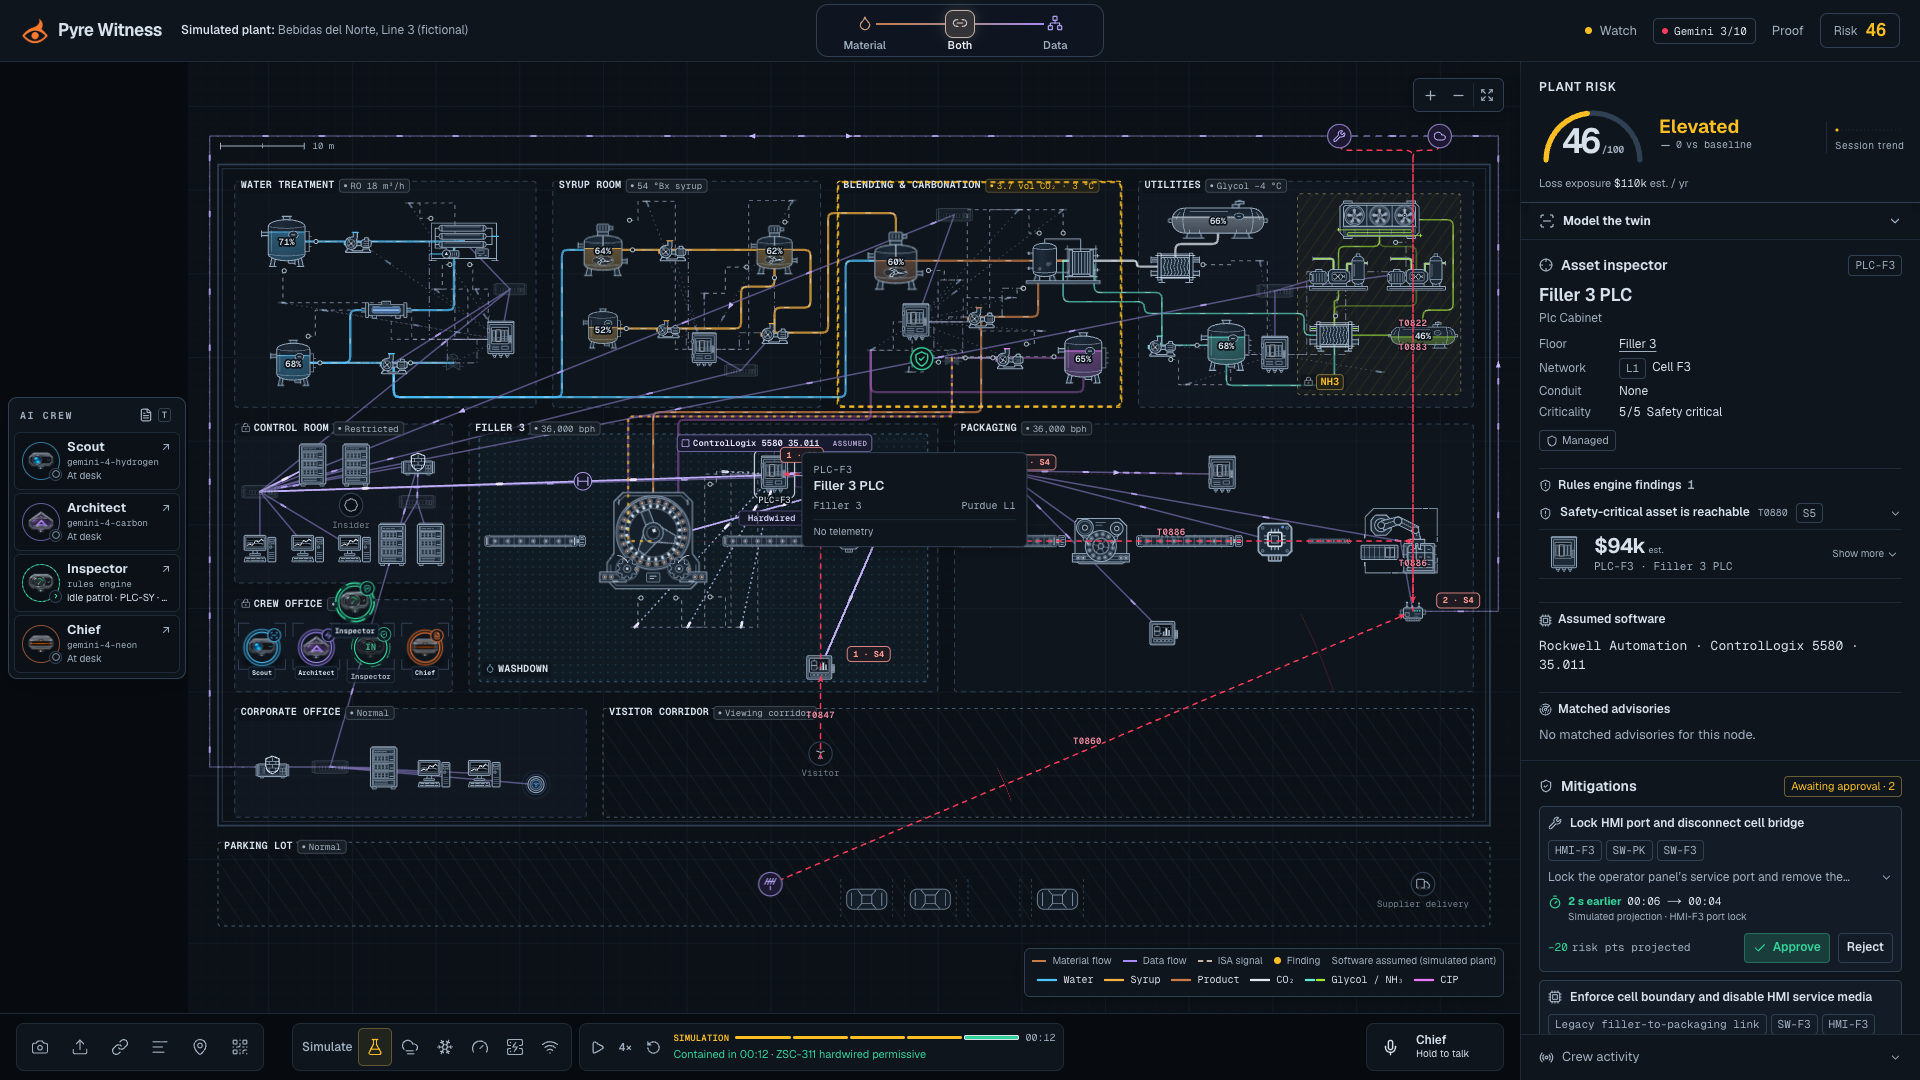 Pyre Witness
Simulated plant: Bebidas del Norte, Line 3 (fictional)
Material
Both
Data
Watch
Gemini 3/10
Proof
Risk 46
10 m
WATER TREATMENT
RO 18 m³/h
SYRUP ROOM
54 °Bx syrup
BLENDING & CARBONATION
3.7 vol CO₂ · 3 °C
UTILITIES
Glycol −4 °C
71%
68%
64%
62%
52%
60%
65%
66%
68%
46%
T0822
T0883
NH3
AI CREW
T
Scout
gemini-4-hydrogen
At desk
Architect
gemini-4-carbon
At desk
Inspector
rules engine
Idle patrol · PLC-SY · …
Chief
gemini-4-neon
At desk
CONTROL ROOM
Restricted
Insider
FILLER 3
36,000 bph
ControlLogix 5580 35.011 ASSUMED
PLC-F3
Hardwired
PLC-F3
Filler 3 PLC
Filler 3
Purdue L1
No telemetry
· S4
PACKAGING
36,000 bph
T0886
T0886
2 · S4
1 · S4
WASHDOWN
CREW OFFICE
Inspector
IN
Scout
Architect
Inspector
Chief
CORPORATE OFFICE
Normal
VISITOR CORRIDOR
Viewing corridor
T0847
Visitor
T0860
PARKING LOT
Normal
Supplier delivery
Material flow
Data flow
ISA signal
Finding
Software assumed (simulated plant)
Water
Syrup
Product
CO₂
Glycol / NH₃
CIP
Simulate
4×
SIMULATION
00:12
Contained in 00:12 · ZSC-311 hardwired permissive
Chief
Hold to talk
PLANT RISK
46/100
Elevated
— 0 vs baseline
Session trend
Loss exposure $110k est. / yr
Model the twin
Asset inspector
PLC-F3
Filler 3 PLC
Plc Cabinet
Floor
Filler 3
Network
L1
Cell F3
Conduit
None
Criticality
5/5 Safety critical
Managed
Rules engine findings 1
Safety-critical asset is reachable T0880 S5
$94k est.
PLC-F3 · Filler 3 PLC
Show more
Assumed software
Rockwell Automation · ControlLogix 5580 ·
35.011
Matched advisories
No matched advisories for this node.
Mitigations
Awaiting approval · 2
Lock HMI port and disconnect cell bridge
HMI-F3
SW-PK
SW-F3
Lock the operator panel's service port and remove the…
2 s earlier 00:06 → 00:04
Simulated projection · HMI-F3 port lock
−20 risk pts projected
Approve
Reject
Enforce cell boundary and disable HMI service media
Legacy filler-to-packaging link
SW-F3
HMI-F3
Crew activity